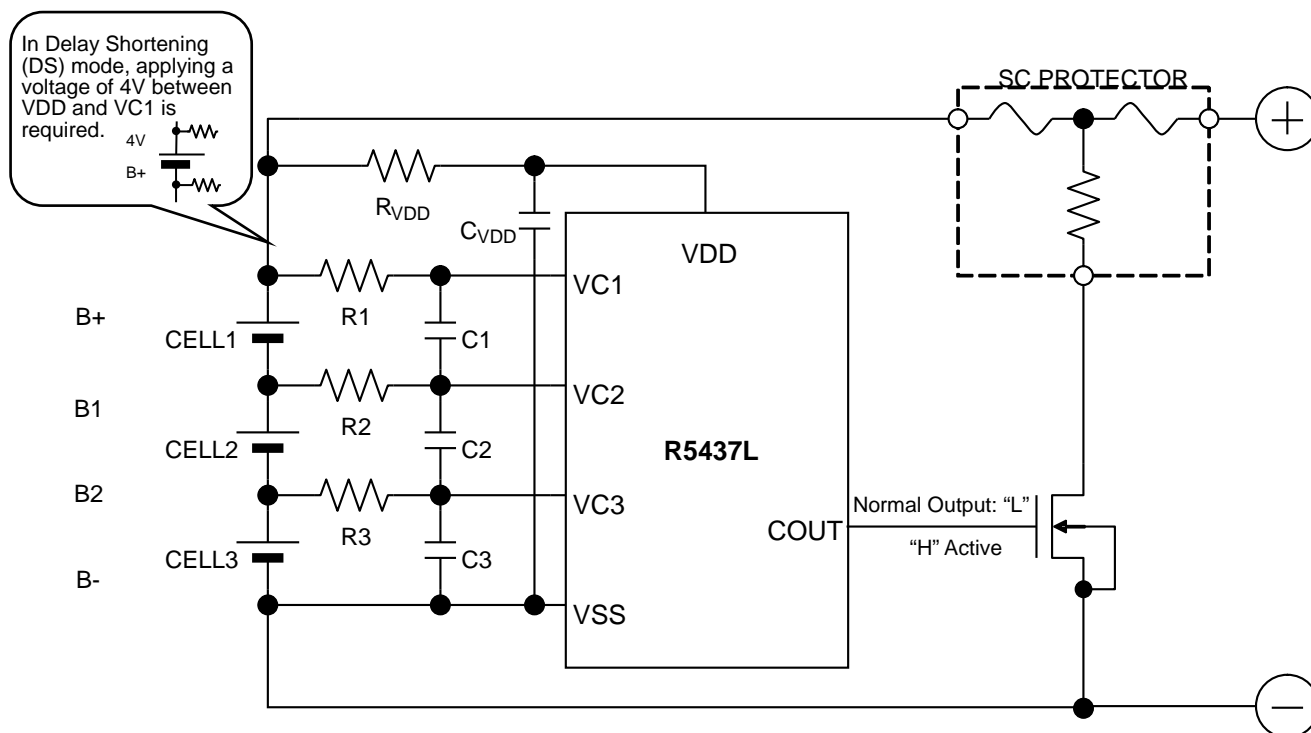 In Delay Shortening
(DS) mode, applying a
voltage of 4V between
VDD and VC1 is
required.
4V
B+
SC PROTECTOR
+
RVDD
CVDD
VDD
VC1
R1
B+
CELL1
C1
VC2
B1
R2
CELL2
C2
R5437L
B2
VC3
Normal Output: “L”
R3
COUT
CELL3
C3
“H” Active
B-
VSS
−